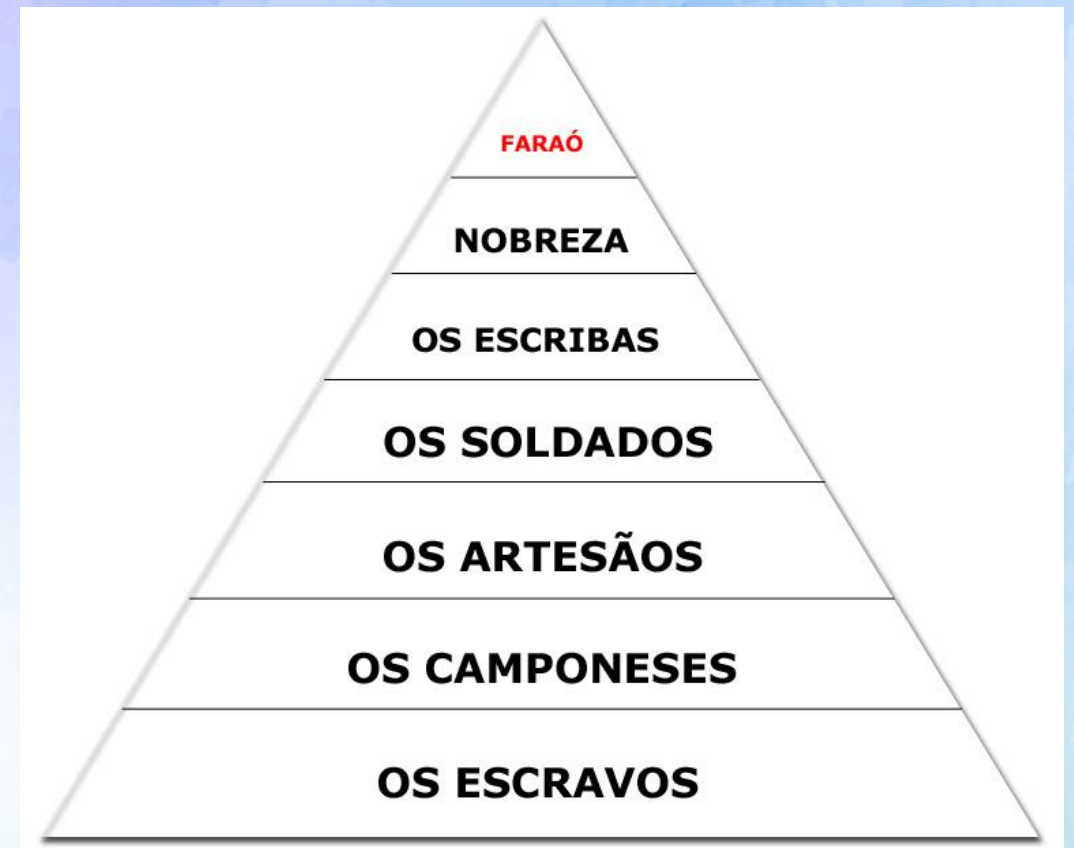 FARAÓ
NOBREZA
OS ESCRIBAS
OS SOLDADOS
OS ARTESÃOS
OS CAMPONESES
OS ESCRAVOS